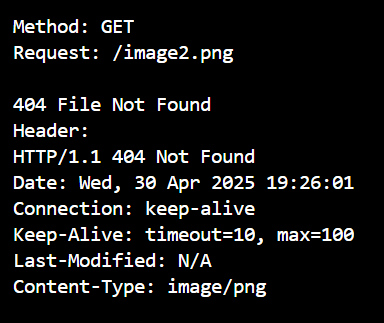 Method: GET
Request: /image2.png
404 File Not Found
Header:
HTTP/1.1 404 Not Found
Date: Wed, 30 Apr 2025 19:26:01
Connection: keep-alive
Keep-Alive: timeout=10, max=100
Last-Modified: N/A
Content-Type: image/png